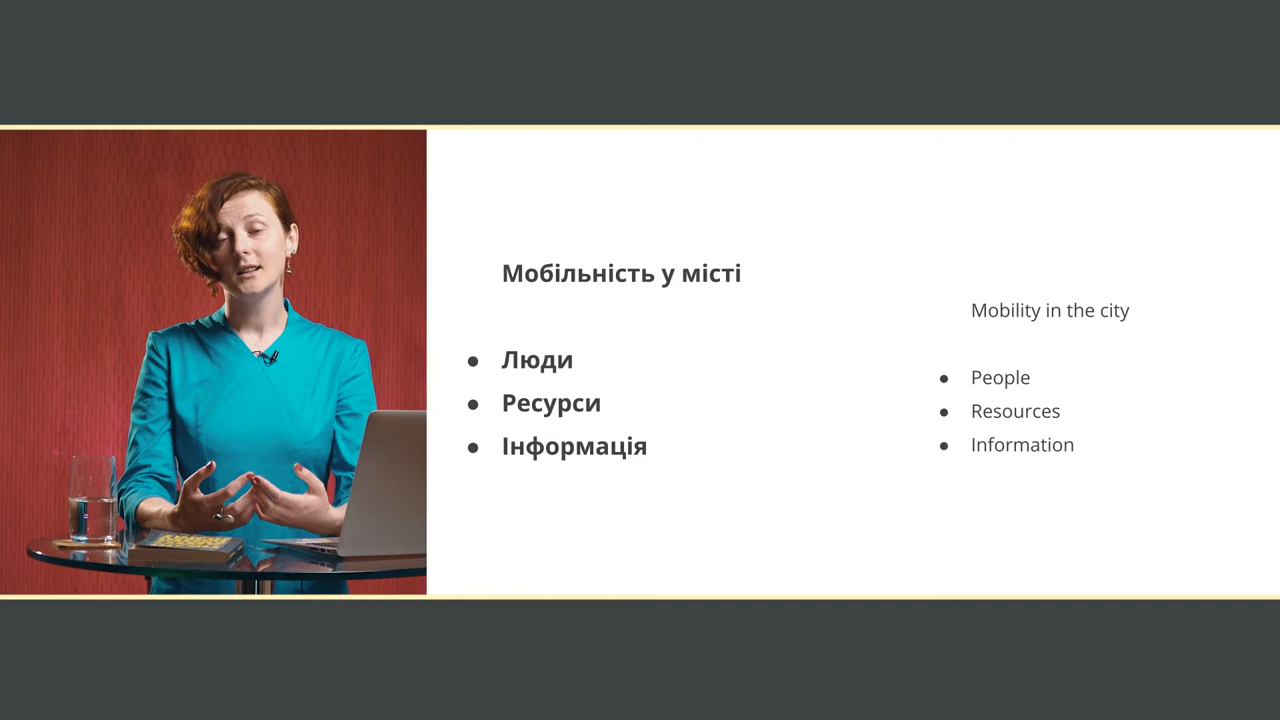 Мобільність у місті
● Люди
● Ресурси
● Інформація
Mobility in the city
● People
● Resources
● Information